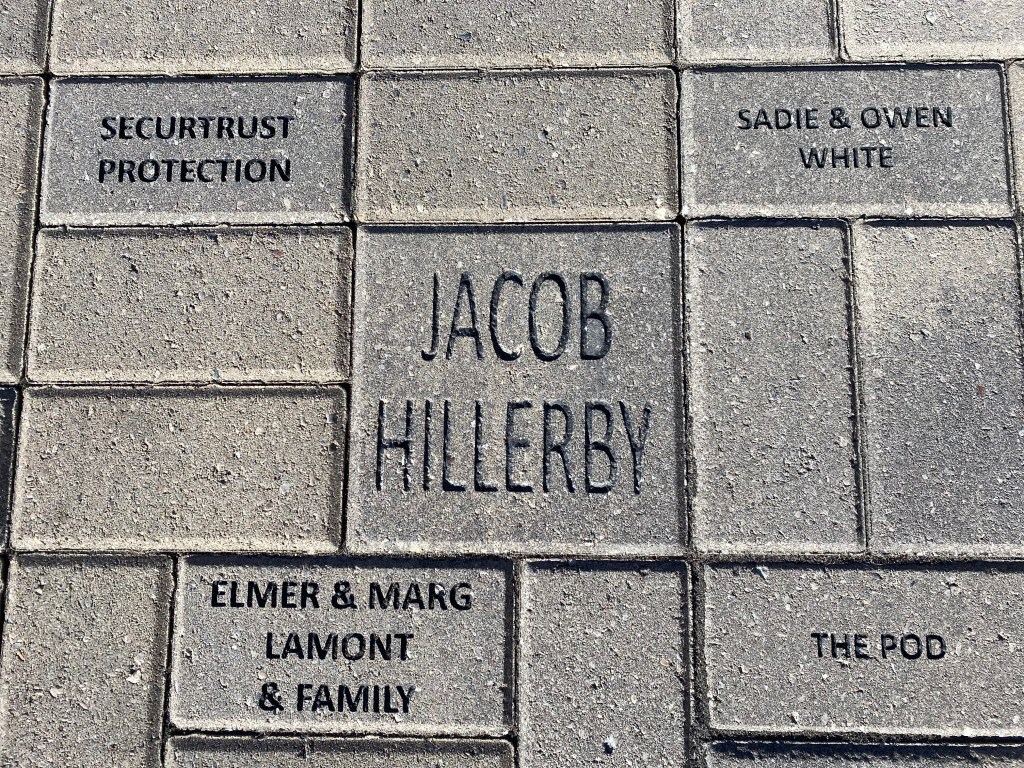 SECURTRUST
PROTECTION
SADIE & OWEN
WHITE
JACOB
HILLERBY
ELMER & MARG
LAMONT
& FAMILY
THE POD